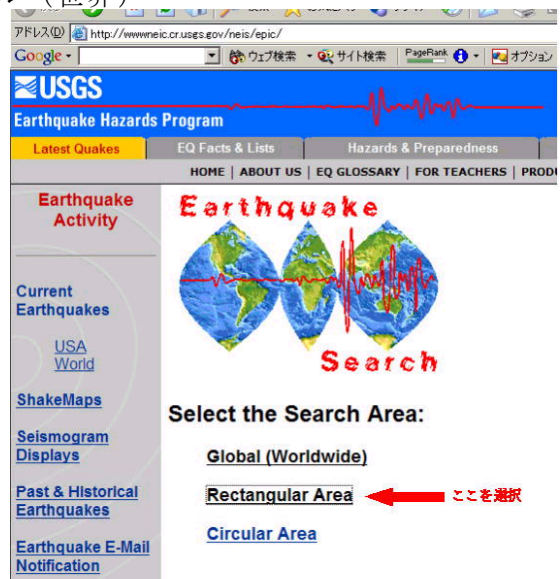 (世界)
アドレス(D) http://wwwneic.cr.usgs.gov/neis/epic/
Google ウェブ検索 サイト検索 PageRank オプション
USGS
Earthquake Hazards Program
Latest Quakes EQ Facts & Lists Hazards & Preparedness
HOME | ABOUT US | EQ GLOSSARY | FOR TEACHERS |
Earthquake Activity
Current Earthquakes
USA
World
ShakeMaps
Seismogram Displays
Past & Historical Earthquakes
Earthquake E-Mail Notification
Earthquake
Search
Select the Search Area:
Global (Worldwide)
Rectangular Area ここを選択
Circular Area